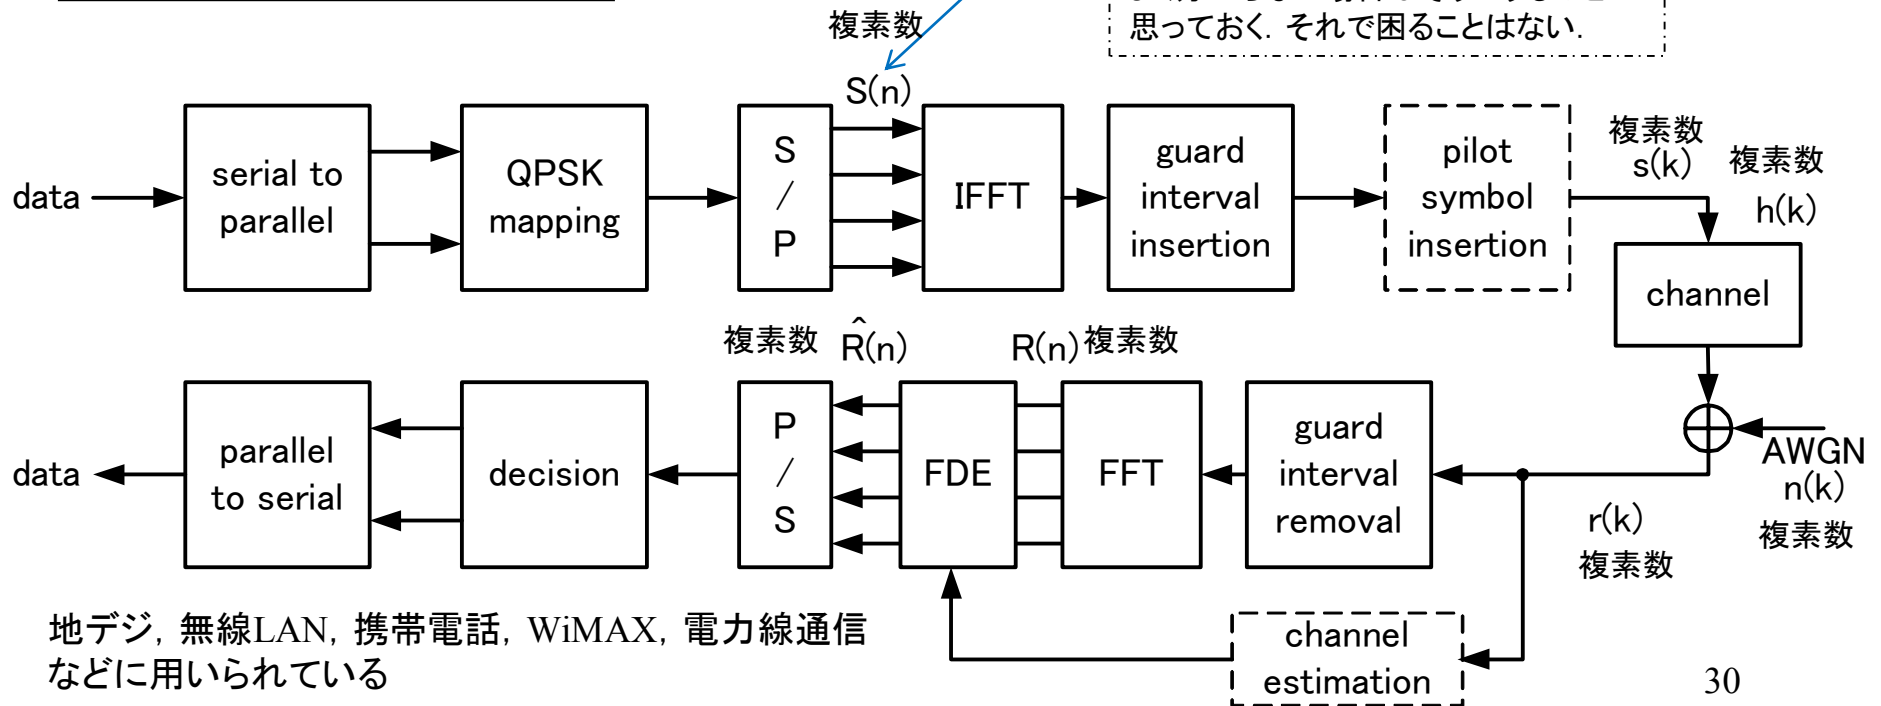 思っておく. それで困ることはない.
複素数
S(n)
data
serial to
parallel
QPSK
mapping
S
/
P
IFFT
guard
interval
insertion
pilot
symbol
insertion
複素数
s(k)
複素数
h(k)
channel
AWGN
n(k)
複素数
r(k)
複素数
guard
interval
removal
FFT
R(n) 複素数
FDE
複素数 R̂(n)
P
/
S
decision
parallel
to serial
data
channel
estimation
地デジ, 無線LAN, 携帯電話, WiMAX, 電力線通信
などに用いられている
30